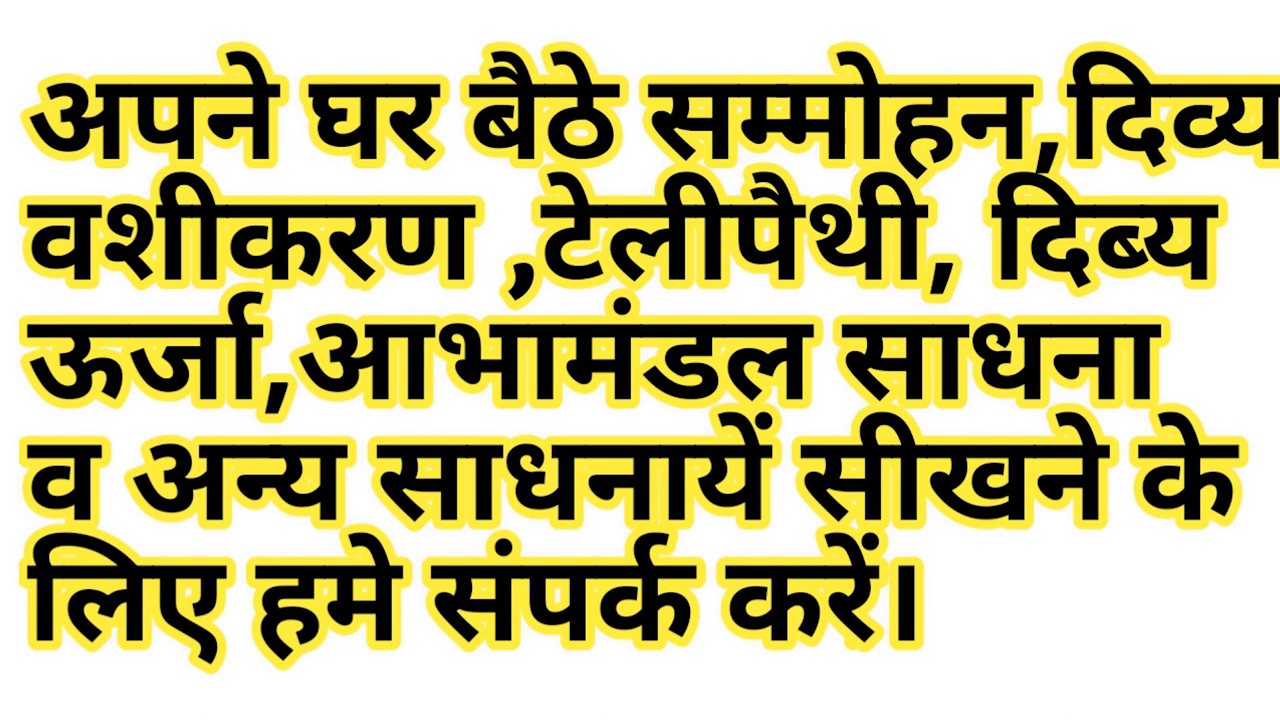 अपने घर बैठे सम्मोहन,दिव्य
वशीकरण ,टेलीपैथी, दिब्य
ऊर्जा,आभामंडल साधना
व अन्य साधनायें सीखने के
लिए हमे संपर्क करें।